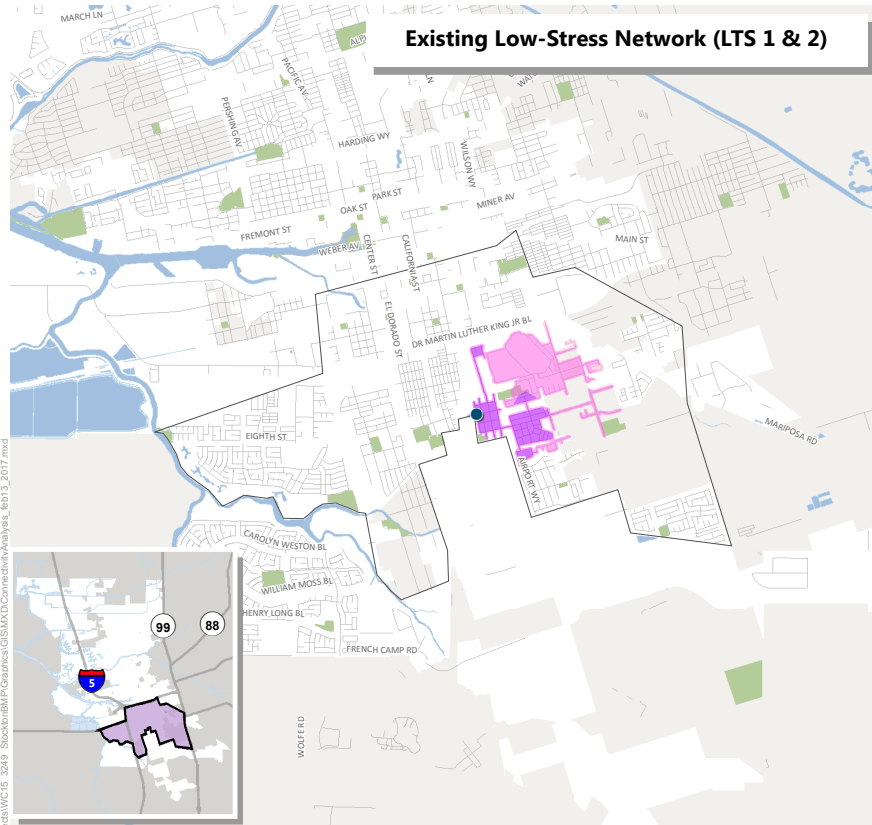 MARCH LN
Existing Low-Stress Network (LTS 1 & 2)
PACIFIC AV
PERSHING AV
HARDING WY
WILSON WY
PARK ST
OAK ST
MINER AV
FREMONT ST
WEBER AV
CENTER ST
CALIFORNIA ST
MAIN ST
EL DORADO ST
DR MARTIN LUTHER KING JR BL
EIGHTH ST
MARIPOSA RD
AIRPORT WY
CAROLYN WESTON BL
WILLIAM MOSS BL
HENRY LONG BL
FRENCH CAMP RD
WOLFE RD
99
88
5